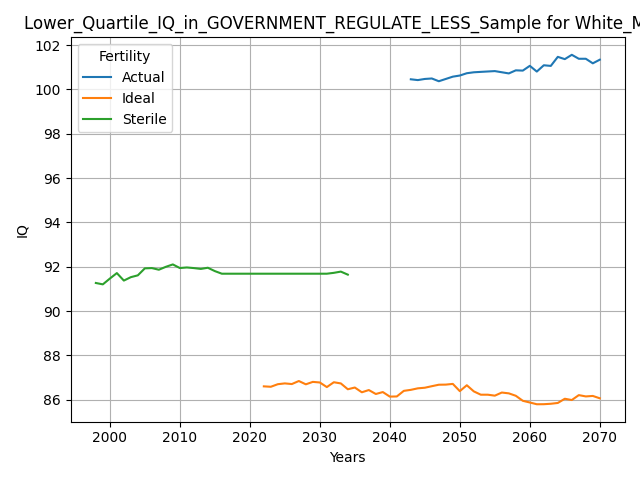 Lower_Quartile_IQ_in_GOVERNMENT_REGULATE_LESS_Sample for White_M
Fertility
Actual
Ideal
Sterile
IQ
102
100
98
96
94
92
90
88
86
2000 2010 2020 2030 2040 2050 2060 2070
Years